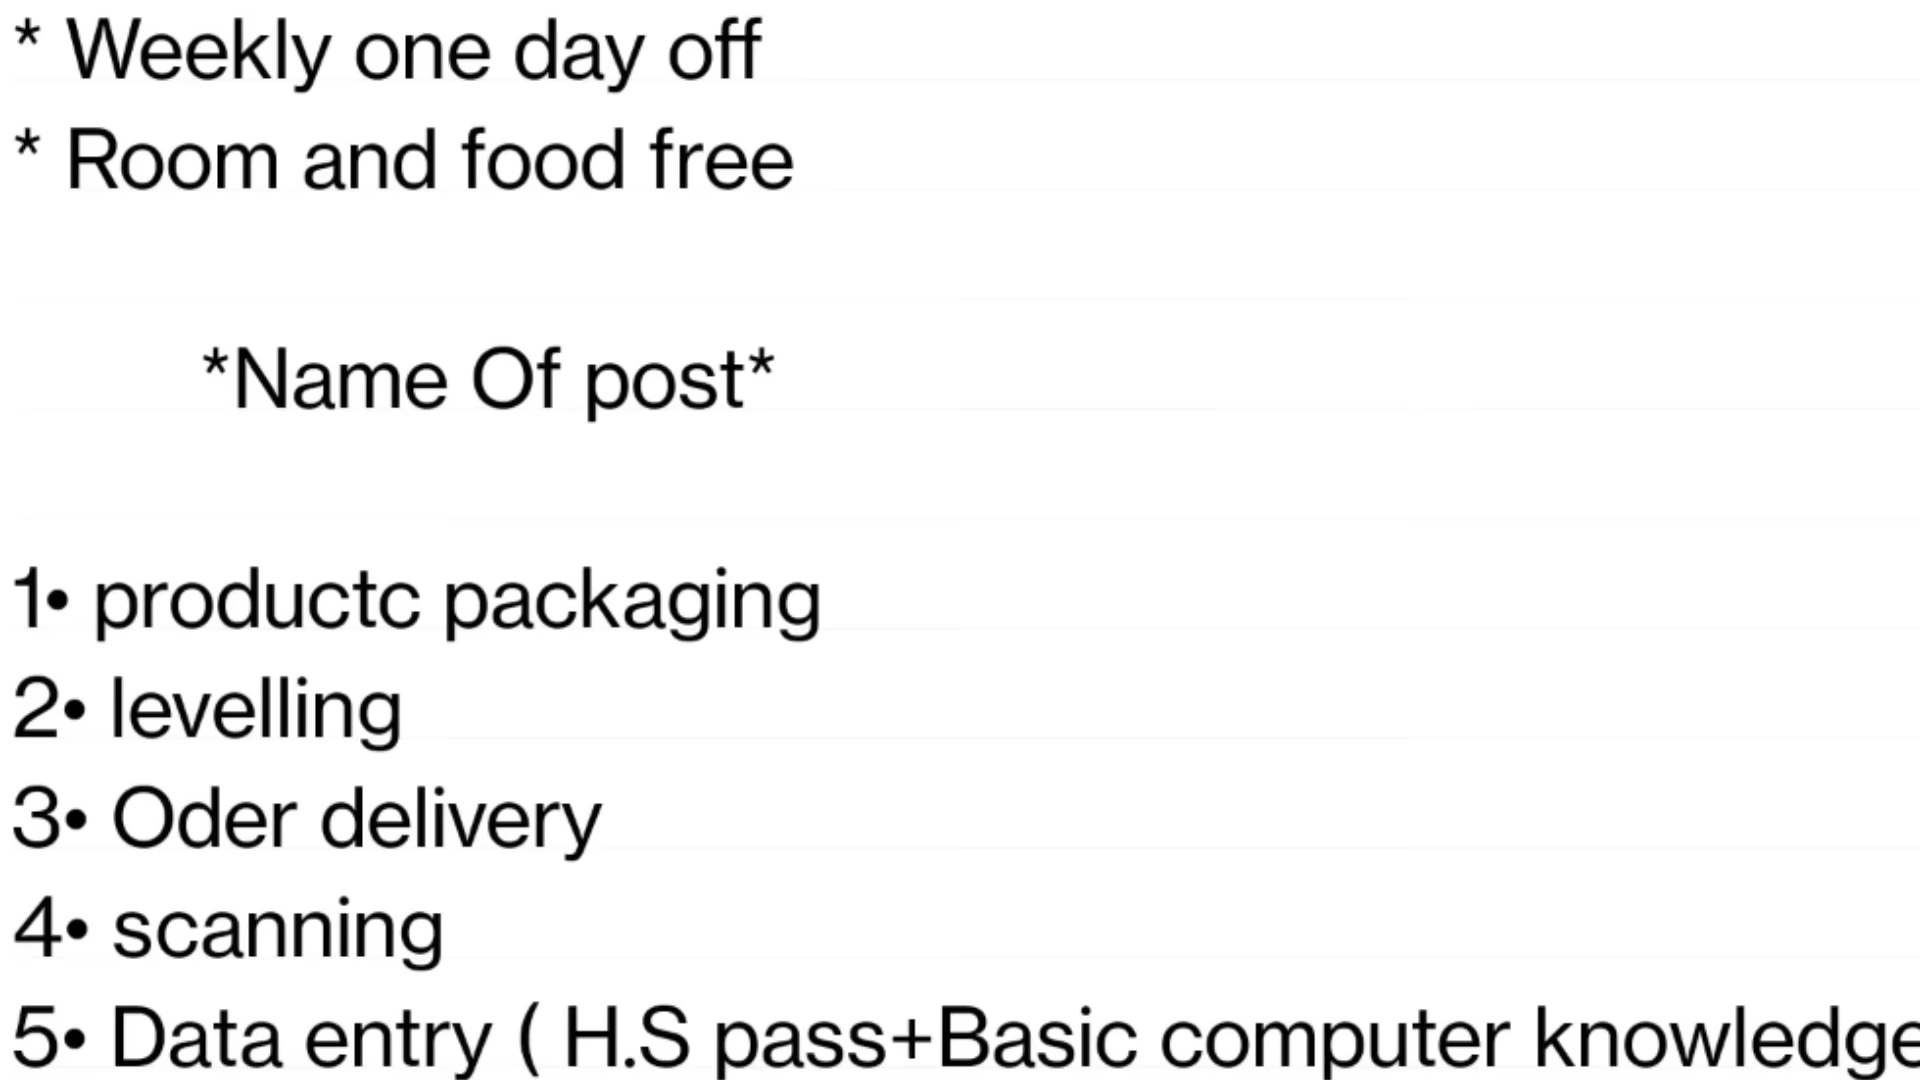 * Weekly one day off
* Room and food free
*Name Of post*
1• productc packaging
2• levelling
3• Oder delivery
4• scanning
5• Data entry ( H.S pass+Basic computer knowledge